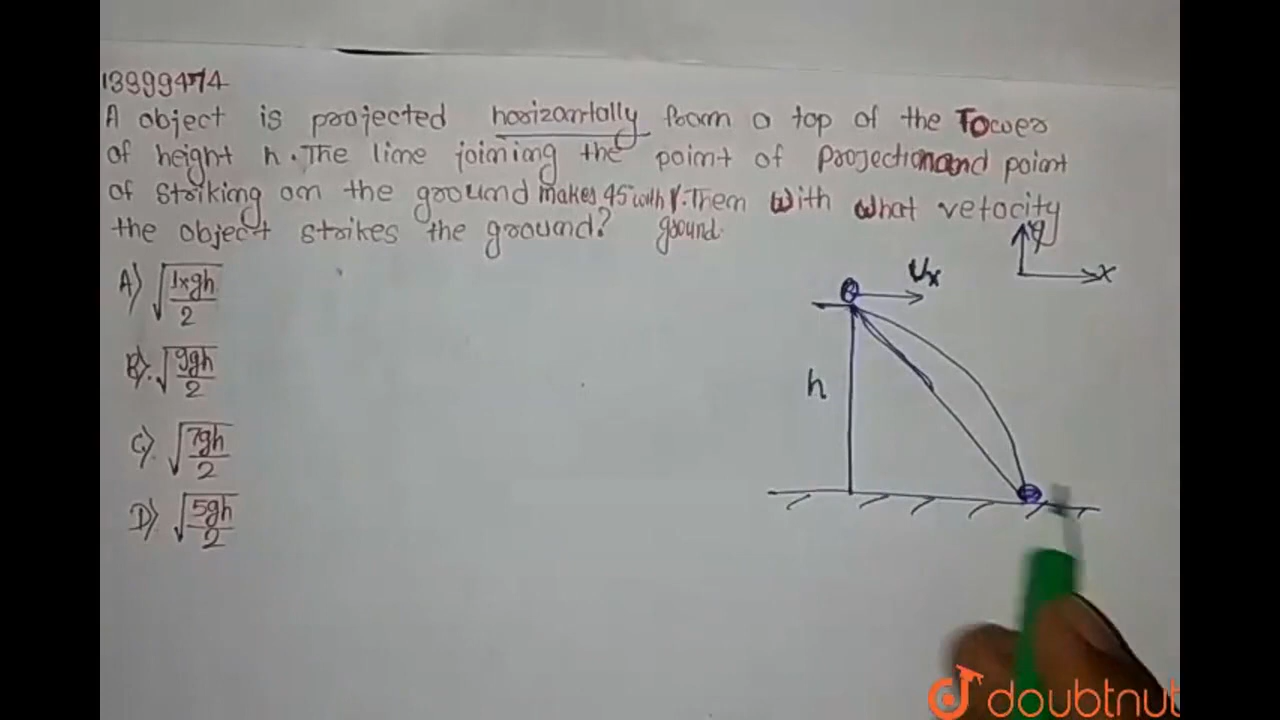 13999474
A object is projected horizontally from a top of the Tower
of height h. The line joining the point of projection and point
of striking on the ground makes 45° with Y. Then with what velocity
the object strikes the ground? ground.
A) √1xgh/2
B). √9gh/2
C). √7gh/2
D) √5gh/2
y
x
Ux
h
doubtnut